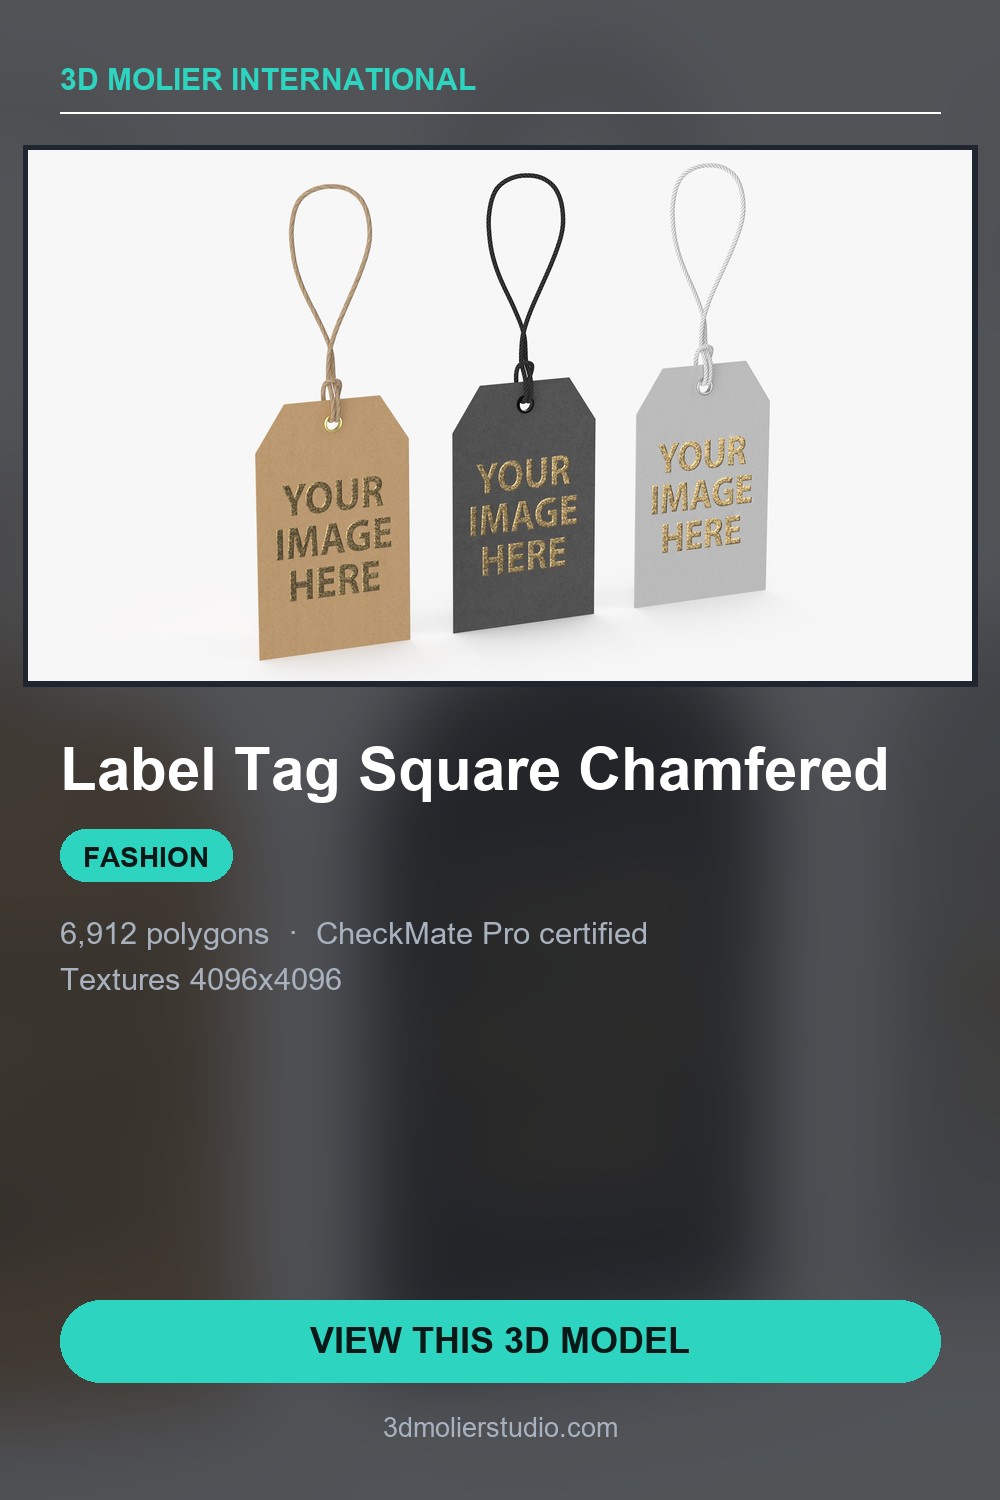 3D MOLIER INTERNATIONAL
YOUR
IMAGE
HERE
YOUR
IMAGE
HERE
YOUR
IMAGE
HERE
Label Tag Square Chamfered
FASHION
6,912 polygons · CheckMate Pro certified
Textures 4096x4096
VIEW THIS 3D MODEL
3dmolierstudio.com